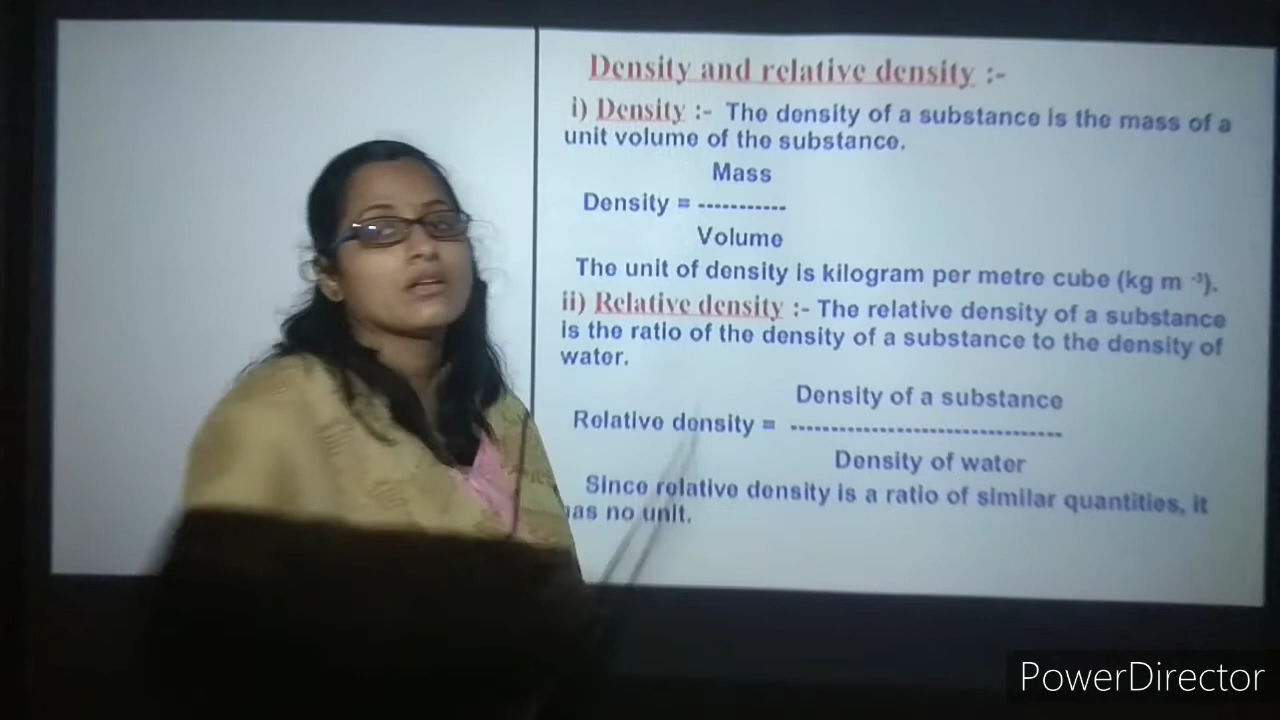 Density and relative density :-
i) Density :- The density of a substance is the mass of a
unit volume of the substance.
Mass
Density = -----------
Volume
The unit of density is kilogram per metre cube (kg m ⁻³).
ii) Relative density :- The relative density of a substance
is the ratio of the density of a substance to the density of
water.
Density of a substance
Relative density = ----------------------------------
Density of water
Since relative density is a ratio of similar quantities, it
has no unit.
PowerDirector